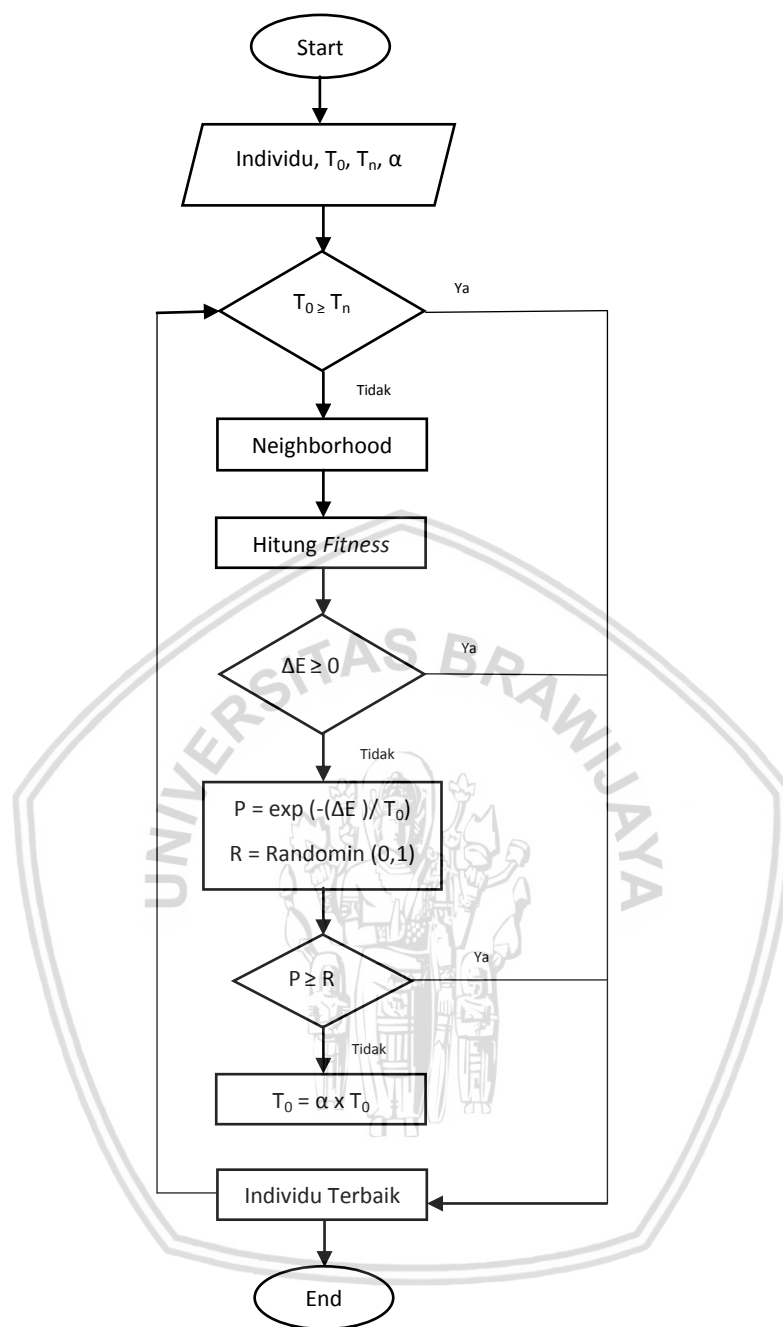 Start
Individu, T₀, Tₙ, α
T₀ ≥ Tₙ
Ya
Tidak
Neighborhood
Hitung Fitness
UNIVERSITAS BRAWIJAYA
ΔE ≥ 0
Ya
Tidak
P = exp (-(ΔE )/ T₀)
R = Randomin (0,1)
P ≥ R
Ya
Tidak
T₀ = α x T₀
Individu Terbaik
End